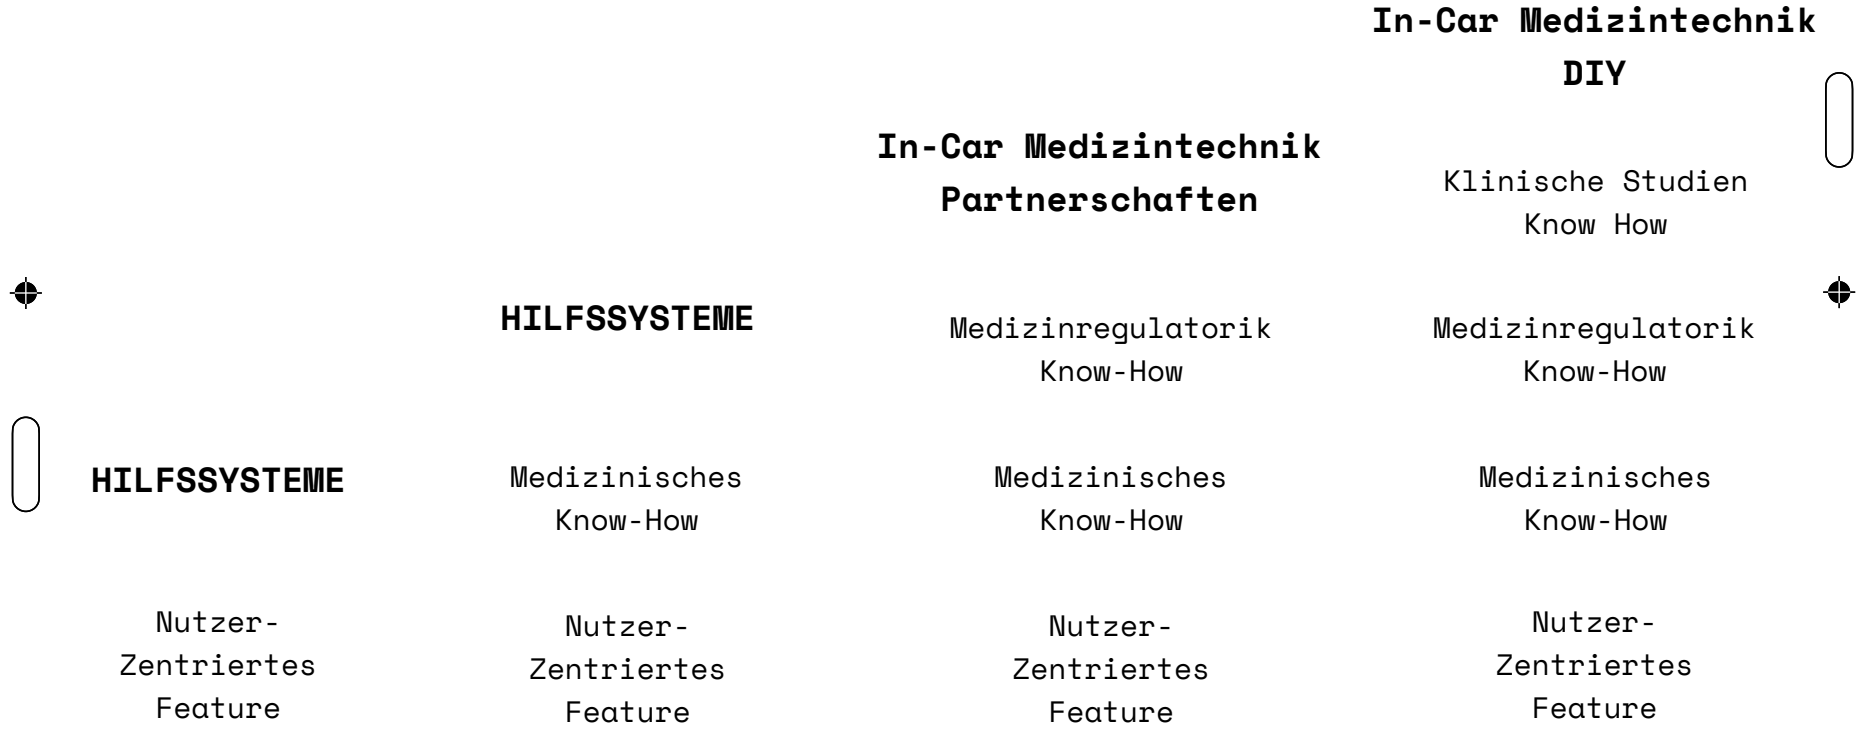 HILFSSYSTEME
Nutzer-
Zentriertes
Feature
HILFSSYSTEME
Medizinisches
Know-How
Nutzer-
Zentriertes
Feature
In-Car Medizintechnik
Partnerschaften
Medizinregulatorik
Know-How
Medizinisches
Know-How
Nutzer-
Zentriertes
Feature
In-Car Medizintechnik
DIY
Klinische Studien
Know How
Medizinregulatorik
Know-How
Medizinisches
Know-How
Nutzer-
Zentriertes
Feature